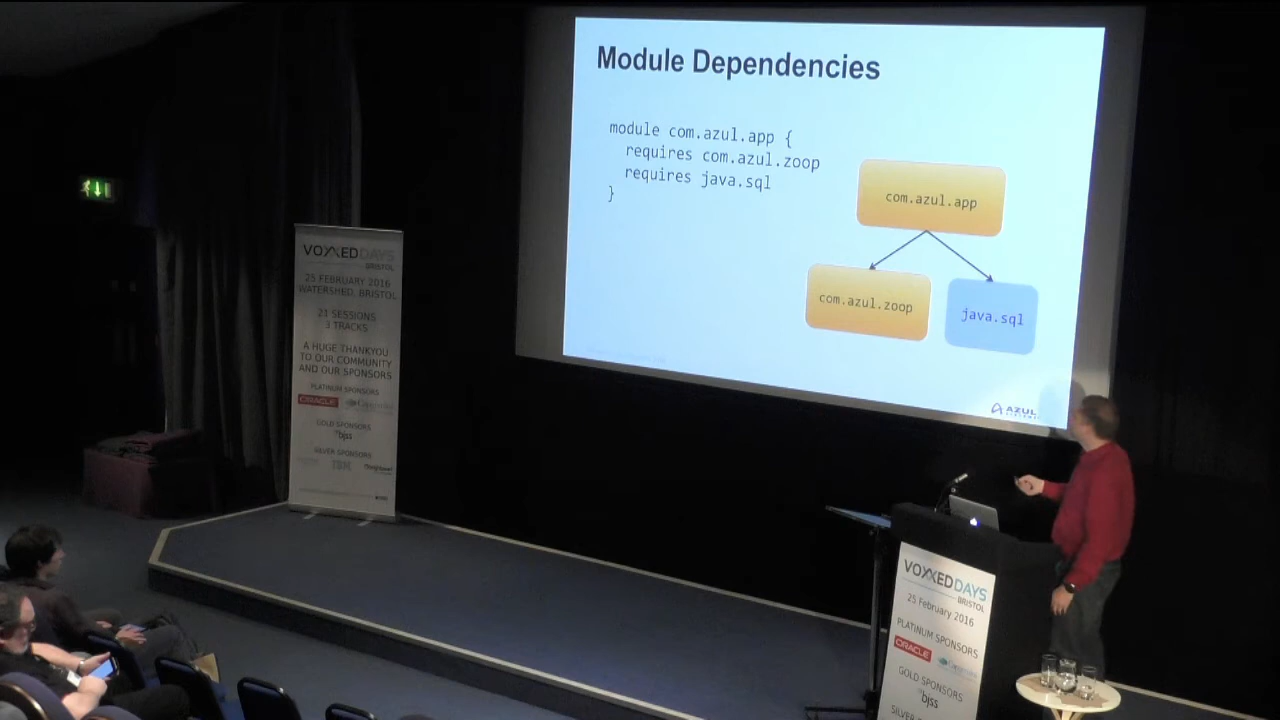 Module Dependencies
module com.azul.app {
requires com.azul.zoop
requires java.sql
}
com.azul.app
com.azul.zoop
java.sql
AZUL
VOXXEDDAYS
BRISTOL
25 FEBRUARY 2016
WATERSHED, BRISTOL
21 SESSIONS
3 TRACKS
A HUGE THANKYOU
TO OUR COMMUNITY
AND OUR SPONSORS
PLATINUM SPONSORS
ORACLE
GOLD SPONSORS
bjss
SILVER SPONSORS
IBM
VOXXEDDAYS
BRISTOL
25 February 2016
PLATINUM SPONSORS
ORACLE
GOLD SPONSORS
bjss